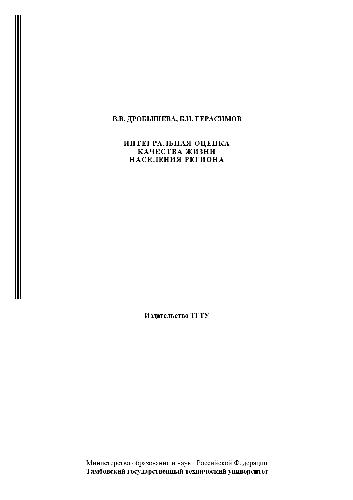 В.В. ДРОБЫШЕВА, Б.И. ГЕРАСИМОВ
ИНТЕГРАЛЬНАЯ ОЦЕНКА
КАЧЕСТВА ЖИЗНИ
НАСЕЛЕНИЯ РЕГИОНА
Издательство ТГТУ
Министерство образования и науки Российской Федерации
Тамбовский государственный технический университет